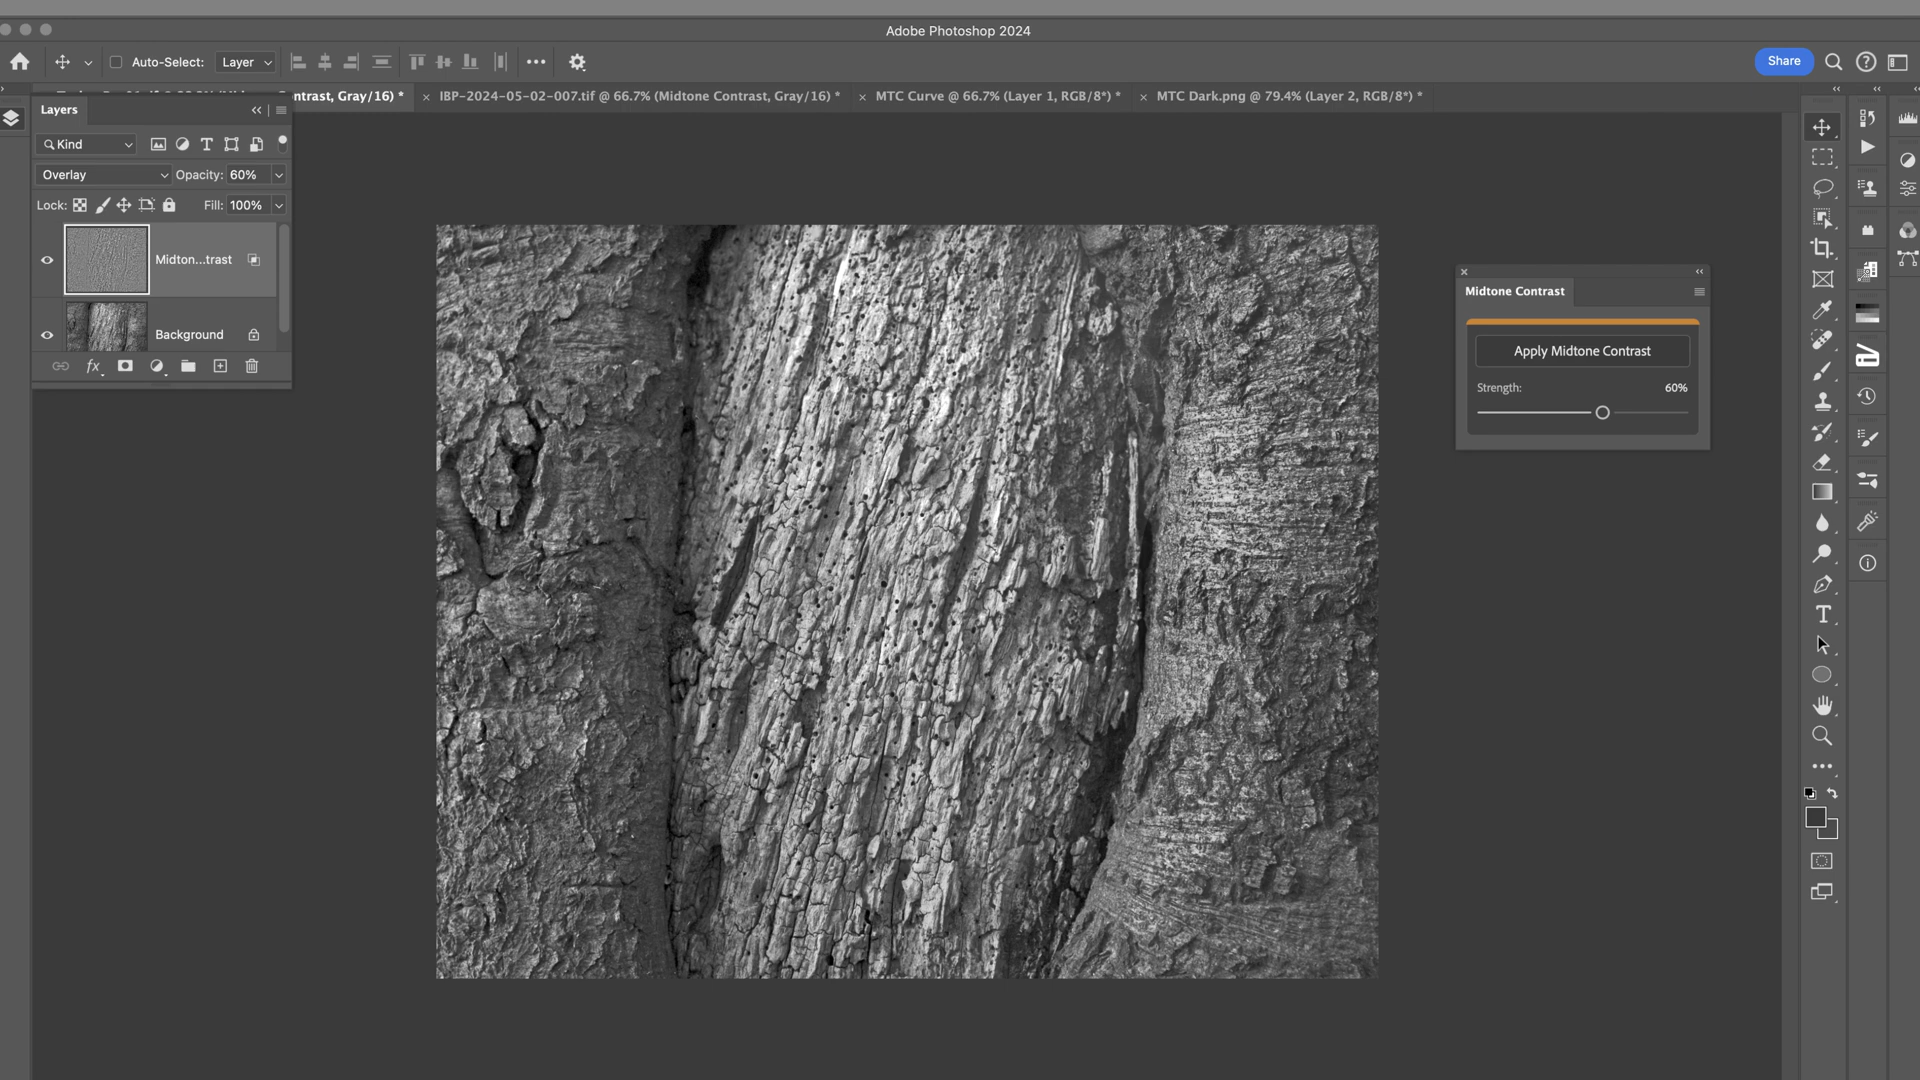 Adobe Photoshop 2024
Auto-Select: Layer
Share
Contrast, Gray/16) *
IBP-2024-05-02-007.tif @ 66.7% (Midtone Contrast, Gray/16) *
MTC Curve @ 66.7% (Layer 1, RGB/8*) *
MTC Dark.png @ 79.4% (Layer 2, RGB/8*) *
Layers
Kind
Overlay Opacity: 60%
Lock: Fill: 100%
Midton...trast
Background
fx
Midtone Contrast
Apply Midtone Contrast
Strength: 60%